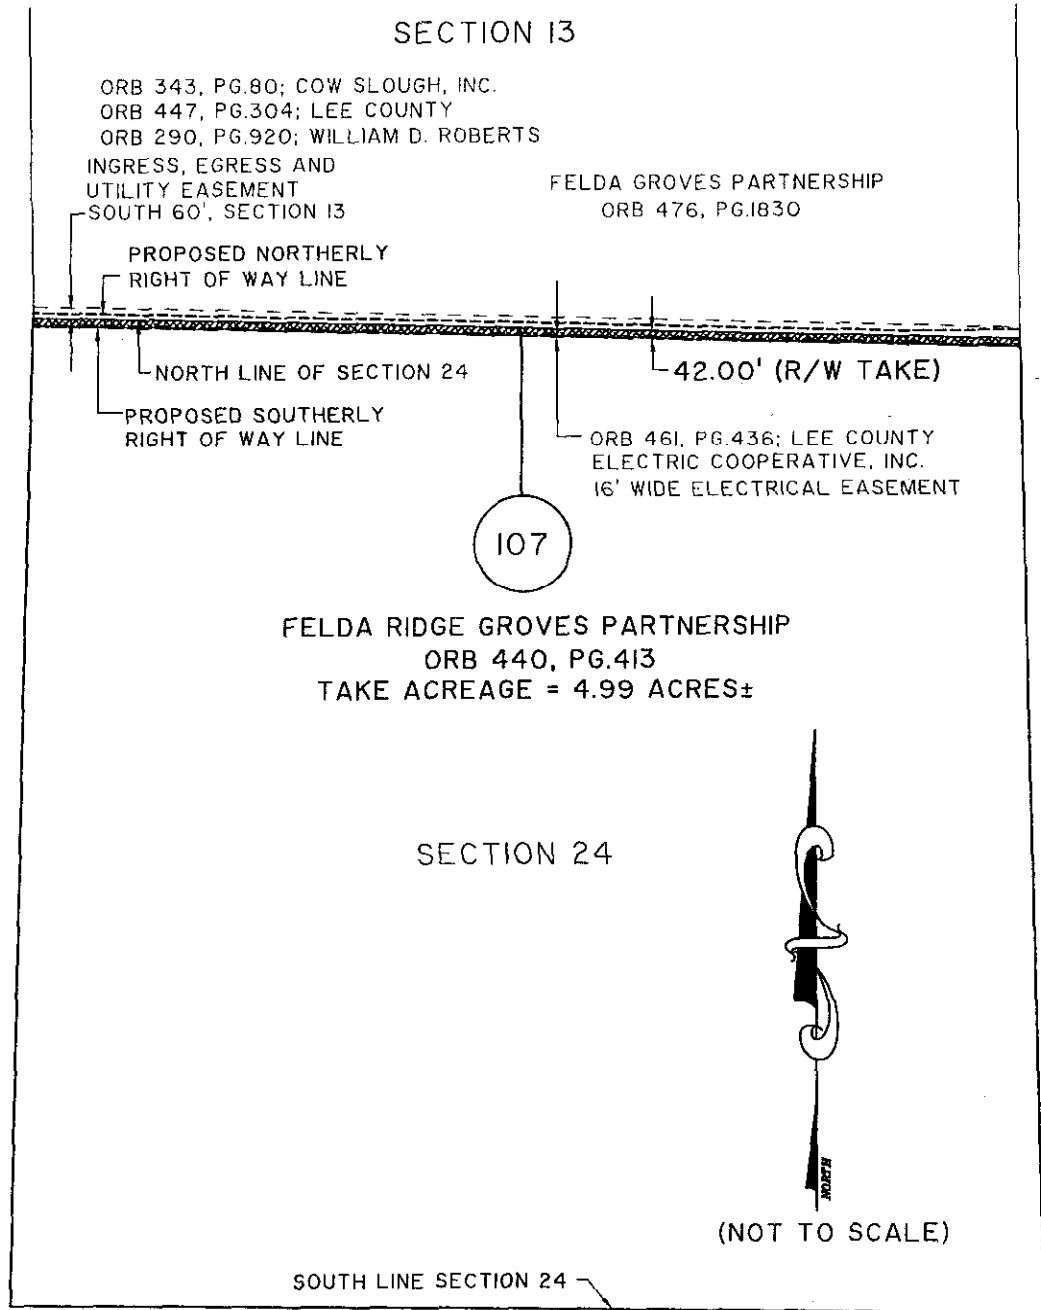 SECTION 13
ORB 343, PG.80; COW SLOUGH, INC.
ORB 447, PG.304; LEE COUNTY
ORB 290, PG.920; WILLIAM D. ROBERTS
INGRESS, EGRESS AND
UTILITY EASEMENT
SOUTH 60', SECTION 13
FELDA GROVES PARTNERSHIP
ORB 476, PG.1830
PROPOSED NORTHERLY
RIGHT OF WAY LINE
NORTH LINE OF SECTION 24
42.00' (R/W TAKE)
PROPOSED SOUTHERLY
RIGHT OF WAY LINE
ORB 461, PG.436; LEE COUNTY
ELECTRIC COOPERATIVE, INC.
16' WIDE ELECTRICAL EASEMENT
107
FELDA RIDGE GROVES PARTNERSHIP
ORB 440, PG.413
TAKE ACREAGE = 4.99 ACRES±
SECTION 24
NORTH
(NOT TO SCALE)
SOUTH LINE SECTION 24